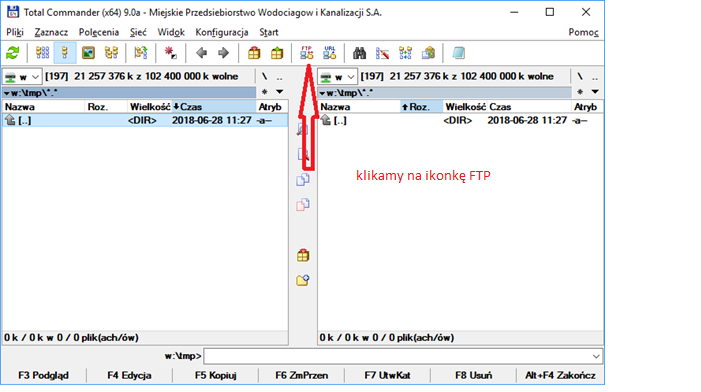 Total Commander (x64) 9.0a - Miejskie Przedsiebiorstwo Wodociagow i Kanalizacji S.A.
Pliki Zaznacz Polecenia Sieć Widok Konfiguracja Start Pomoc
FTP URL
w [197] 21 257 376 k z 102 400 000 k wolne \ .. w [197] 21 257 376 k z 102 400 000 k wolne \ ..
w:\tmp\*.* * w:\tmp\*.* *
Nazwa Roz. Wielkość Czas Atryb Nazwa Roz. Wielkość Czas Atryb
[..] <DIR> 2018-06-28 11:27 -a-- [..] <DIR> 2018-06-28 11:27 -a--
klikamy na ikonkę FTP
0 k / 0 k w 0 / 0 plik(ach/ów) 0 k / 0 k w 0 / 0 plik(ach/ów)
w:\tmp>
F3 Podgląd F4 Edycja F5 Kopiuj F6 ZmPrzen F7 UtwKat F8 Usuń Alt+F4 Zakończ